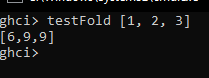 ghci> testFold [1, 2, 3]
[6,9,9]
ghci>